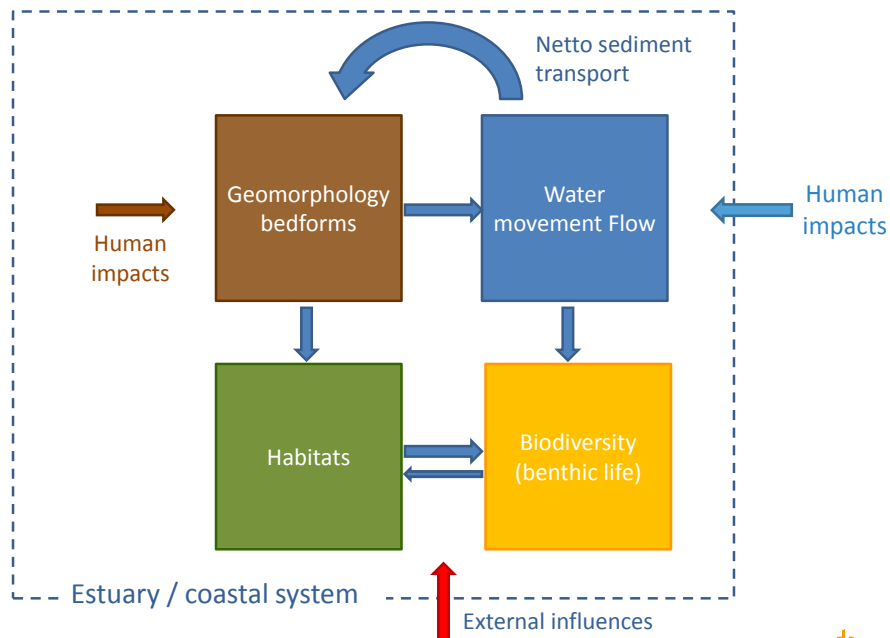 Netto sediment
transport
Geomorphology
bedforms
Water
movement Flow
Human
impacts
Human
impacts
Habitats
Biodiversity
(benthic life)
Estuary / coastal system
External influences